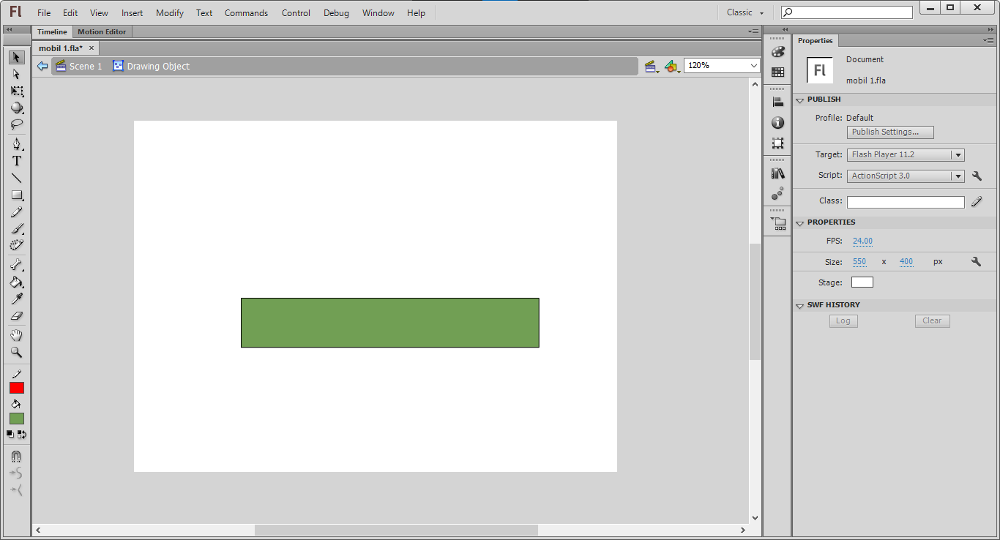 Fl File Edit View Insert Modify Text Commands Control Debug Window Help Classic
Timeline Motion Editor
mobil 1.fla*
Scene 1 Drawing Object 120%
Properties
Fl Document
mobil 1.fla
PUBLISH
Profile: Default
Publish Settings...
Target: Flash Player 11.2
Script: ActionScript 3.0
Class:
PROPERTIES
FPS: 24.00
Size: 550 x 400 px
Stage:
SWF HISTORY
Log Clear
T